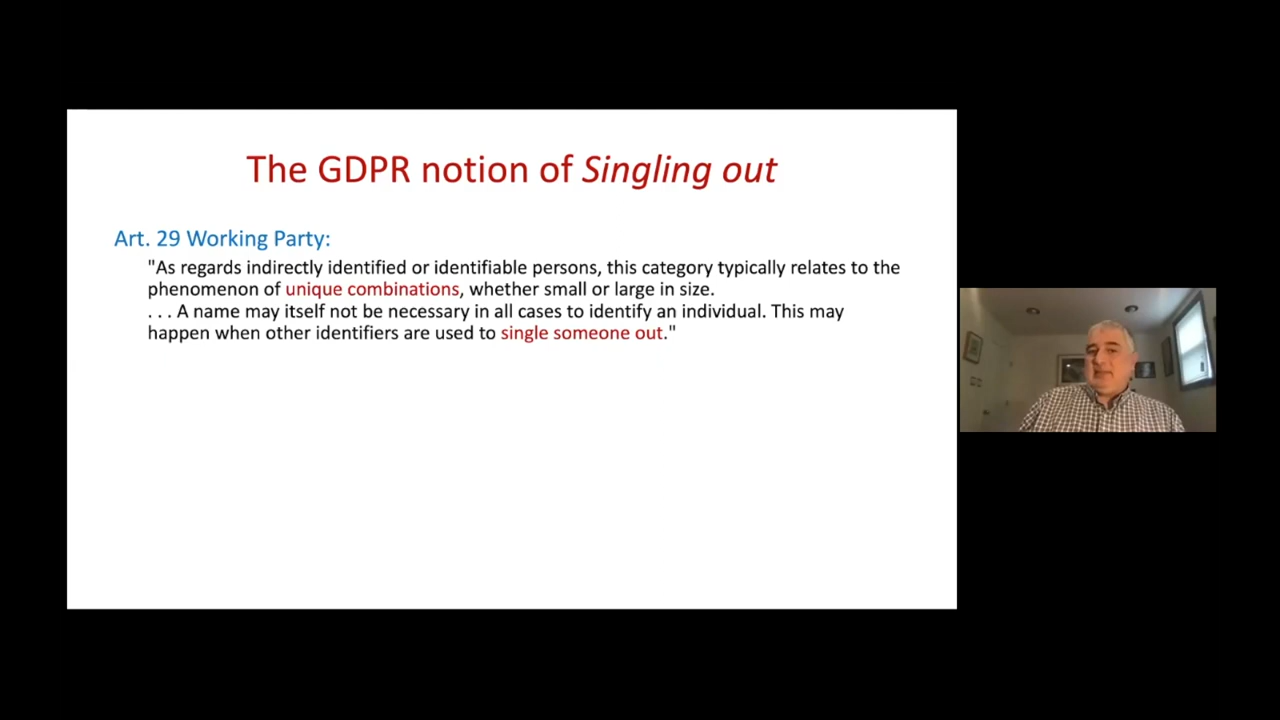 The GDPR notion of Singling out
Art. 29 Working Party:
"As regards indirectly identified or identifiable persons, this category typically relates to the
phenomenon of unique combinations, whether small or large in size.
. . . A name may itself not be necessary in all cases to identify an individual. This may
happen when other identifiers are used to single someone out."